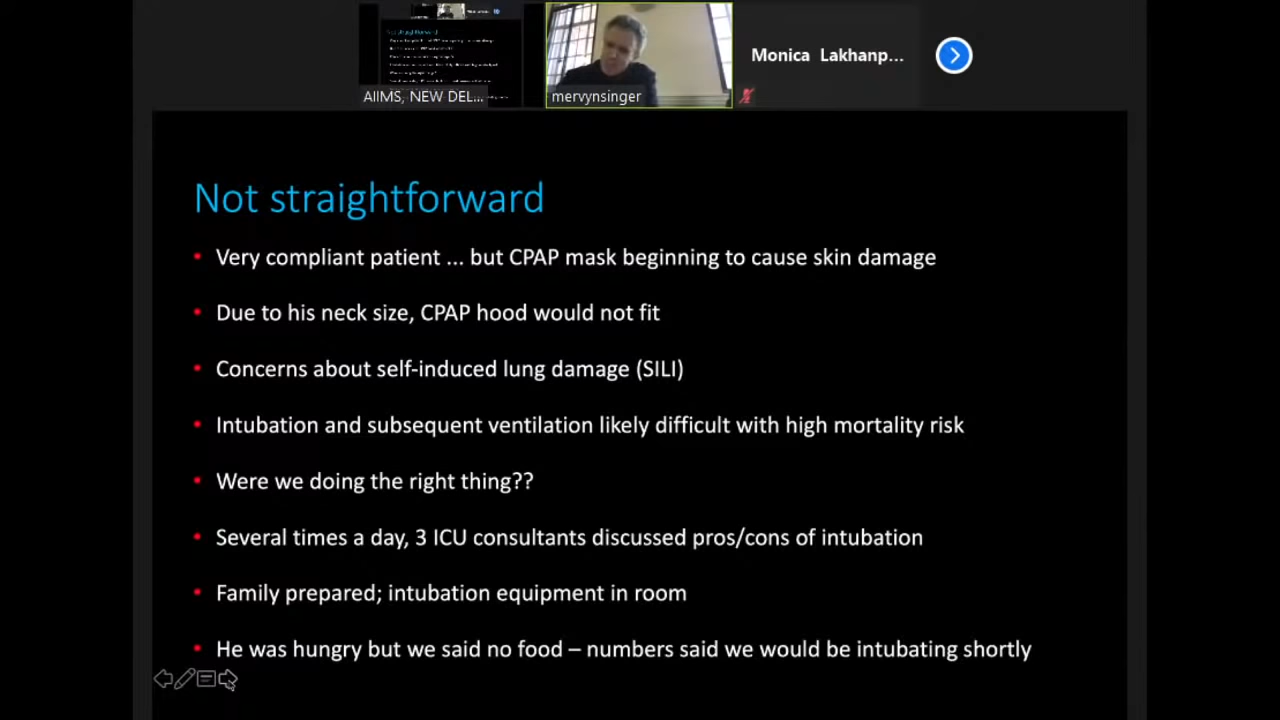 AIIMS, NEW DEL...
mervynsinger
Monica Lakhanp...
Not straightforward
• Very compliant patient ... but CPAP mask beginning to cause skin damage
• Due to his neck size, CPAP hood would not fit
• Concerns about self-induced lung damage (SILI)
• Intubation and subsequent ventilation likely difficult with high mortality risk
• Were we doing the right thing??
• Several times a day, 3 ICU consultants discussed pros/cons of intubation
• Family prepared; intubation equipment in room
• He was hungry but we said no food – numbers said we would be intubating shortly